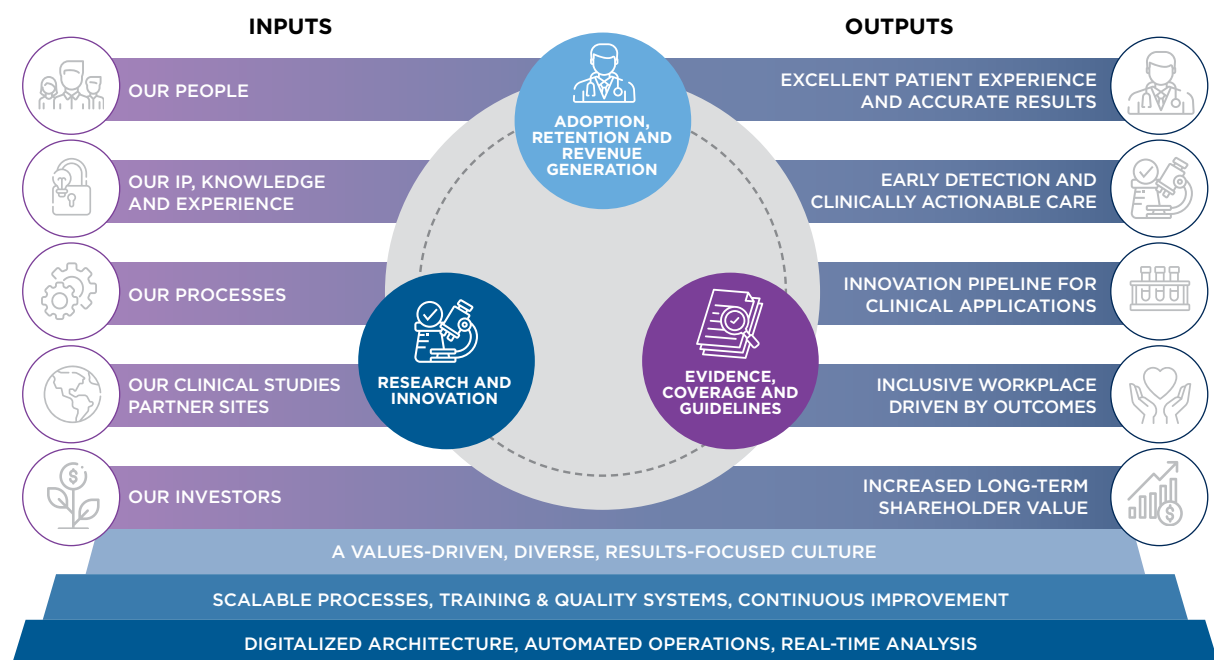 INPUTS
OUTPUTS
OUR PEOPLE
OUR IP, KNOWLEDGE
AND EXPERIENCE
OUR PROCESSES
OUR CLINICAL STUDIES
PARTNER SITES
OUR INVESTORS
ADOPTION,
RETENTION AND
REVENUE
GENERATION
RESEARCH AND
INNOVATION
EVIDENCE,
COVERAGE AND
GUIDELINES
EXCELLENT PATIENT EXPERIENCE
AND ACCURATE RESULTS
EARLY DETECTION AND
CLINICALLY ACTIONABLE CARE
INNOVATION PIPELINE FOR
CLINICAL APPLICATIONS
INCLUSIVE WORKPLACE
DRIVEN BY OUTCOMES
INCREASED LONG-TERM
SHAREHOLDER VALUE
A VALUES-DRIVEN, DIVERSE, RESULTS-FOCUSED CULTURE
SCALABLE PROCESSES, TRAINING & QUALITY SYSTEMS, CONTINUOUS IMPROVEMENT
DIGITALIZED ARCHITECTURE, AUTOMATED OPERATIONS, REAL-TIME ANALYSIS